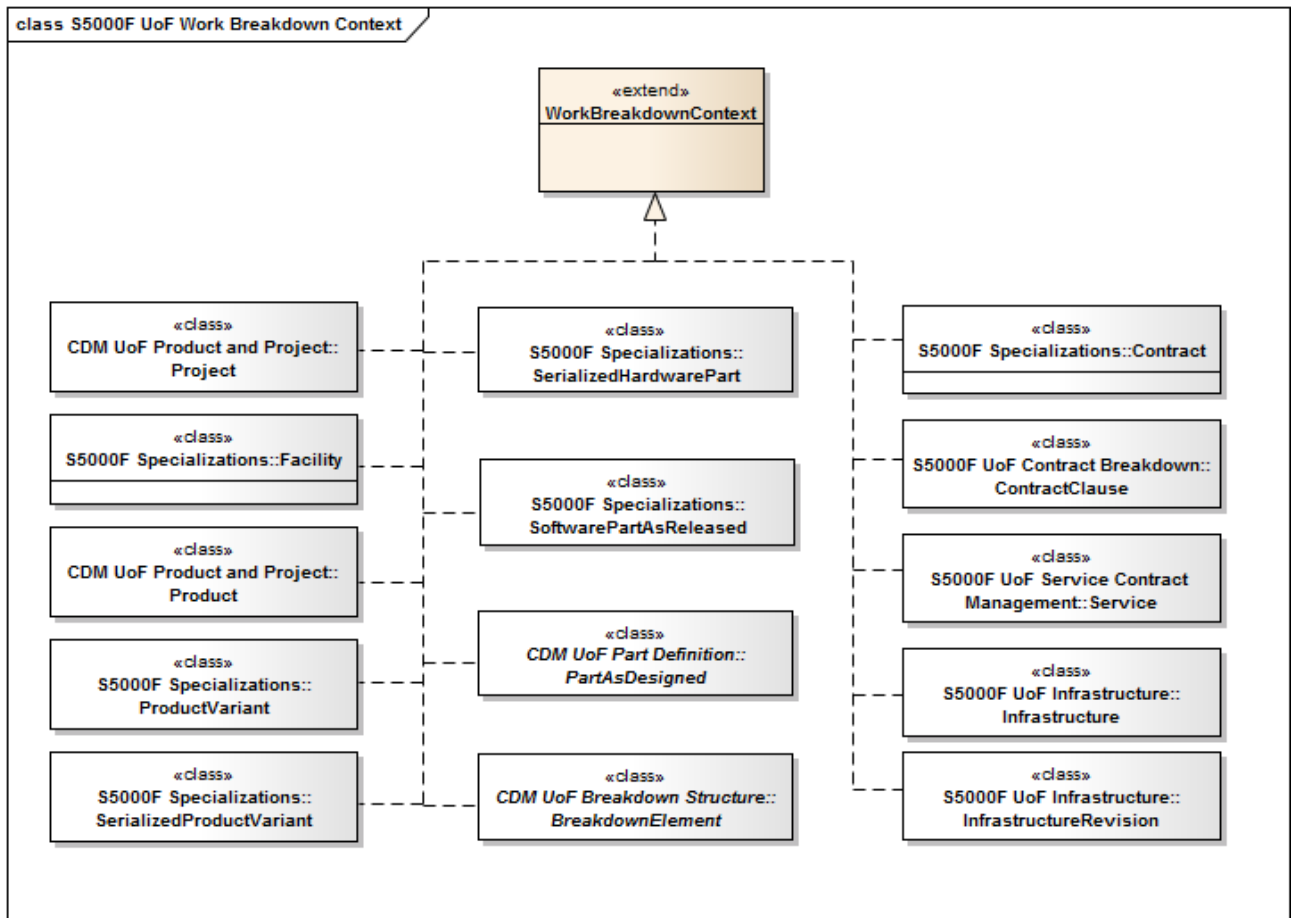 class S5000F UoF Work Breakdown Context
«extend»
WorkBreakdownContext
«class»
CDM UoF Product and Project::
Project
«class»
S5000F Specializations::Facility
«class»
CDM UoF Product and Project::
Product
«class»
S5000F Specializations::
ProductVariant
«class»
S5000F Specializations::
SerializedProductVariant
«class»
S5000F Specializations::
SerializedHardwarePart
«class»
S5000F Specializations::
SoftwarePartAsReleased
«class»
CDM UoF Part Definition::
PartAsDesigned
«class»
CDM UoF Breakdown Structure::
BreakdownElement
«class»
S5000F Specializations::Contract
«class»
S5000F UoF Contract Breakdown::
ContractClause
«class»
S5000F UoF Service Contract
Management::Service
«class»
S5000F UoF Infrastructure::
Infrastructure
«class»
S5000F UoF Infrastructure::
InfrastructureRevision